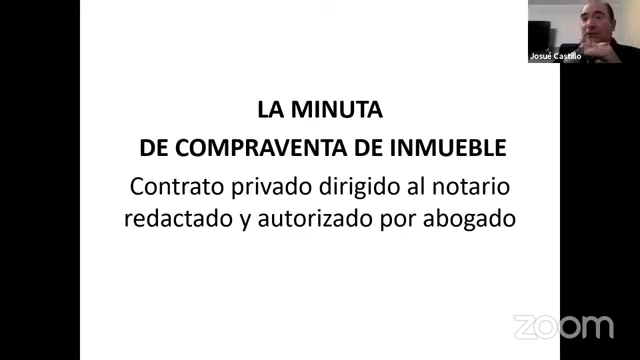 Josué Castillo
LA MINUTA
DE COMPRAVENTA DE INMUEBLE
Contrato privado dirigido al notario
redactado y autorizado por abogado
zoom